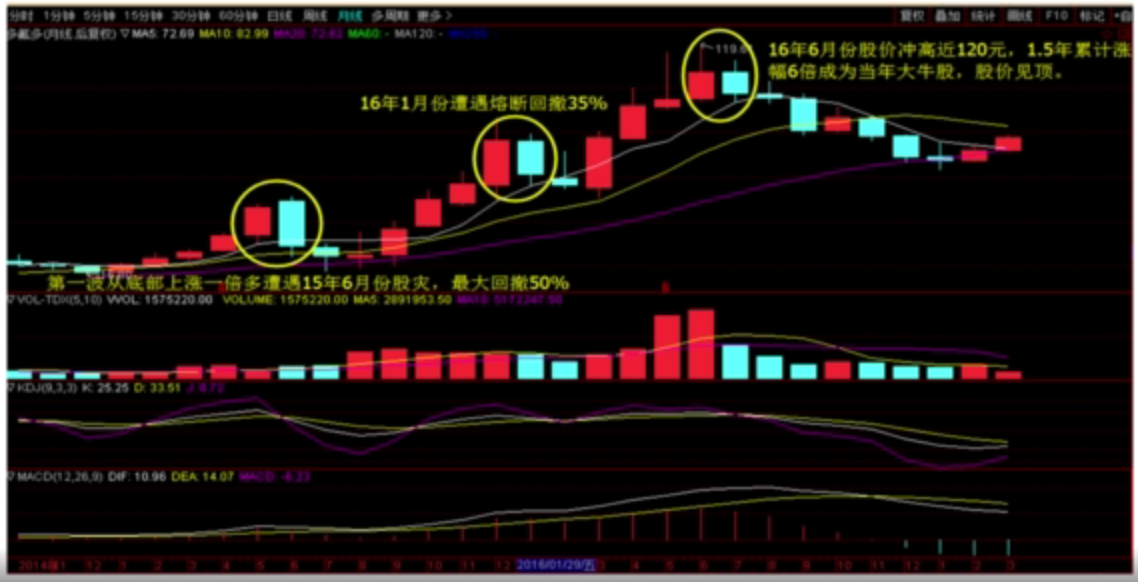 分时 1分钟 5分钟 15分钟 30分钟 60分钟 日线 周线 月线 多周期 更多> 复权 叠加 统计 画线 F10 标记 +自
多氟多(月线 后复权) ▽ MA5: 72.69 MA10: 82.99 MA20: 72.62 MA60: - MA120: -
16年6月份股价冲高近120元，1.5年累计涨
幅6倍成为当年大牛股，股价见顶。
16年1月份遭遇熔断回撤35%
第一波从底部上涨一倍多遭遇15年6月份股灾，最大回撤50%
▽VOL-TDX(5,10) VVOL: 1575220.00 VOLUME: 1575220.00 MA5: 2891953.50 MA10: 5172247.50
▽KDJ(9,3,3) K: 25.25 D: 33.51 J: 8.72
▽MACD(12,26,9) DIF: 10.96 DEA: 14.07 MACD: -6.23
2014年 12 1 2 3 4 5 6 7 8 9 10 11 12 2016/01/29/五 3 4 5 6 7 8 9 10 11 12 1 2 3